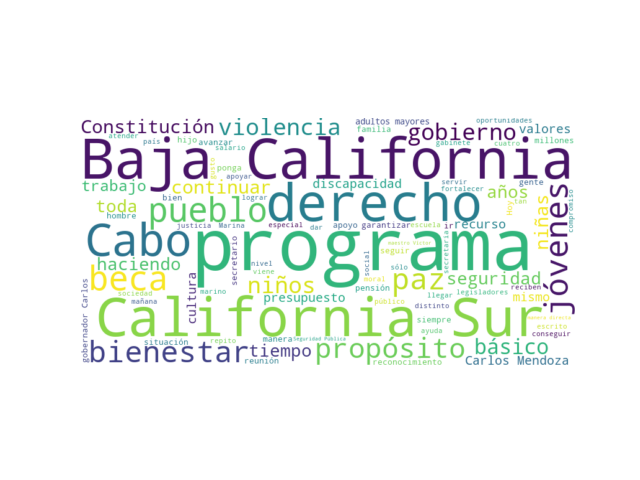 Constitución violencia adultos mayores oportunidades
atender país hijo avanzar familia gobierno gabinete cuatro valores millones
Baja California
salario gusto ponga
trabajo continuar discapacidad servir años gente
bien lograr apoyar fortalecer
toda pueblo derecho niñas compromiso
hombre Hoy tan
justicia Marina especial dar apoyo garantizar escuela ir recurso jóvenes
Cabo programa
haciendo secretario seguir secretaria
beca nivel viene social sólo paz seguridad
sociedad marino niños moral pensión reciben
mañana cultura presupuesto público llegar legisladores mismo
California Sur
distinto siempre escrito
ayuda conseguir
gobernador Carlos
bienestar situación repito manera Seguridad Pública propósito básico
tiempo
reunión reconocimiento Carlos Mendoza